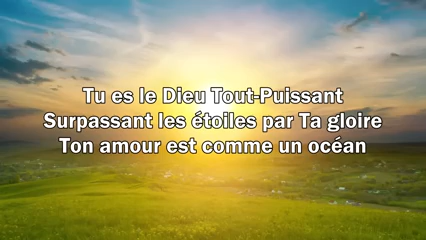 Tu es le Dieu Tout-Puissant
Surpassant les étoiles par Ta gloire
Ton amour est comme un océan